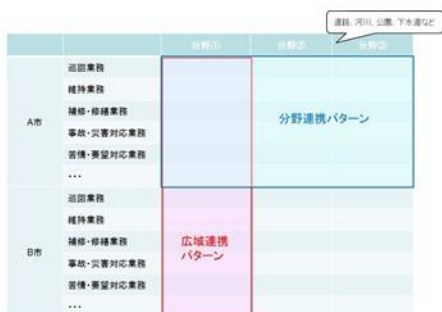 道路、河川、公園、下水道など
分野① 分野② 分野③
A市
巡回業務
維持業務
補修・修繕業務
事故・災害対応業務
苦情・要望対応業務
...
分野連携パターン
B市
巡回業務
維持業務
補修・修繕業務
事故・災害対応業務
苦情・要望対応業務
...
広域連携
パターン